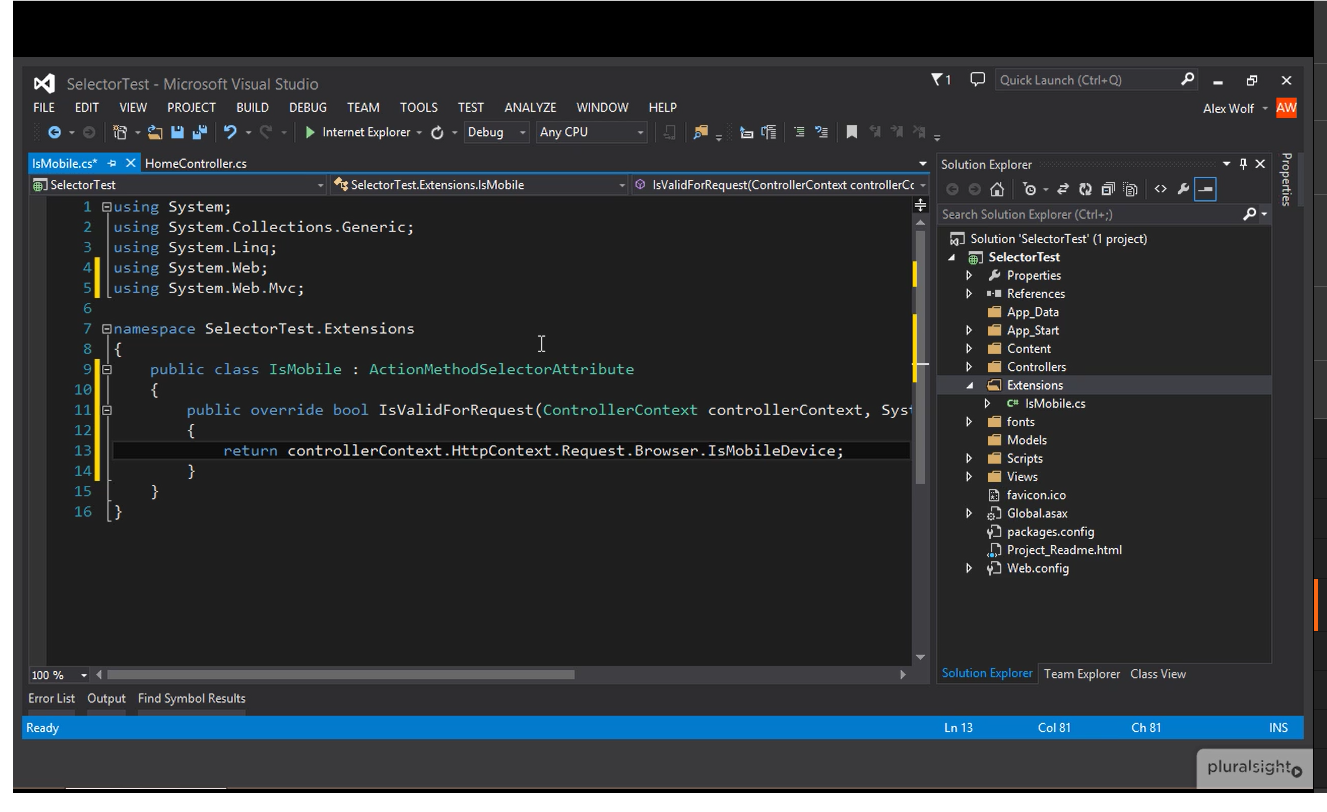 SelectorTest - Microsoft Visual Studio
1
Quick Launch (Ctrl+Q)
FILE EDIT VIEW PROJECT BUILD DEBUG TEAM TOOLS TEST ANALYZE WINDOW HELP
Alex Wolf AW
Internet Explorer Debug Any CPU
IsMobile.cs* HomeController.cs
SelectorTest SelectorTest.Extensions.IsMobile IsValidForRequest(ControllerContext controllerCc
1 using System;
2 using System.Collections.Generic;
3 using System.Linq;
4 using System.Web;
5 using System.Web.Mvc;
6
7 namespace SelectorTest.Extensions
8 {
9 public class IsMobile : ActionMethodSelectorAttribute
10 {
11 public override bool IsValidForRequest(ControllerContext controllerContext, Syst
12 {
13 return controllerContext.HttpContext.Request.Browser.IsMobileDevice;
14 }
15 }
16 }
100 %
Error List Output Find Symbol Results
Solution Explorer
Search Solution Explorer (Ctrl+;)
Solution 'SelectorTest' (1 project)
SelectorTest
Properties
References
App_Data
App_Start
Content
Controllers
Extensions
C# IsMobile.cs
fonts
Models
Scripts
Views
favicon.ico
Global.asax
packages.config
Project_Readme.html
Web.config
Solution Explorer Team Explorer Class View
Properties
Ready Ln 13 Col 81 Ch 81 INS
pluralsight